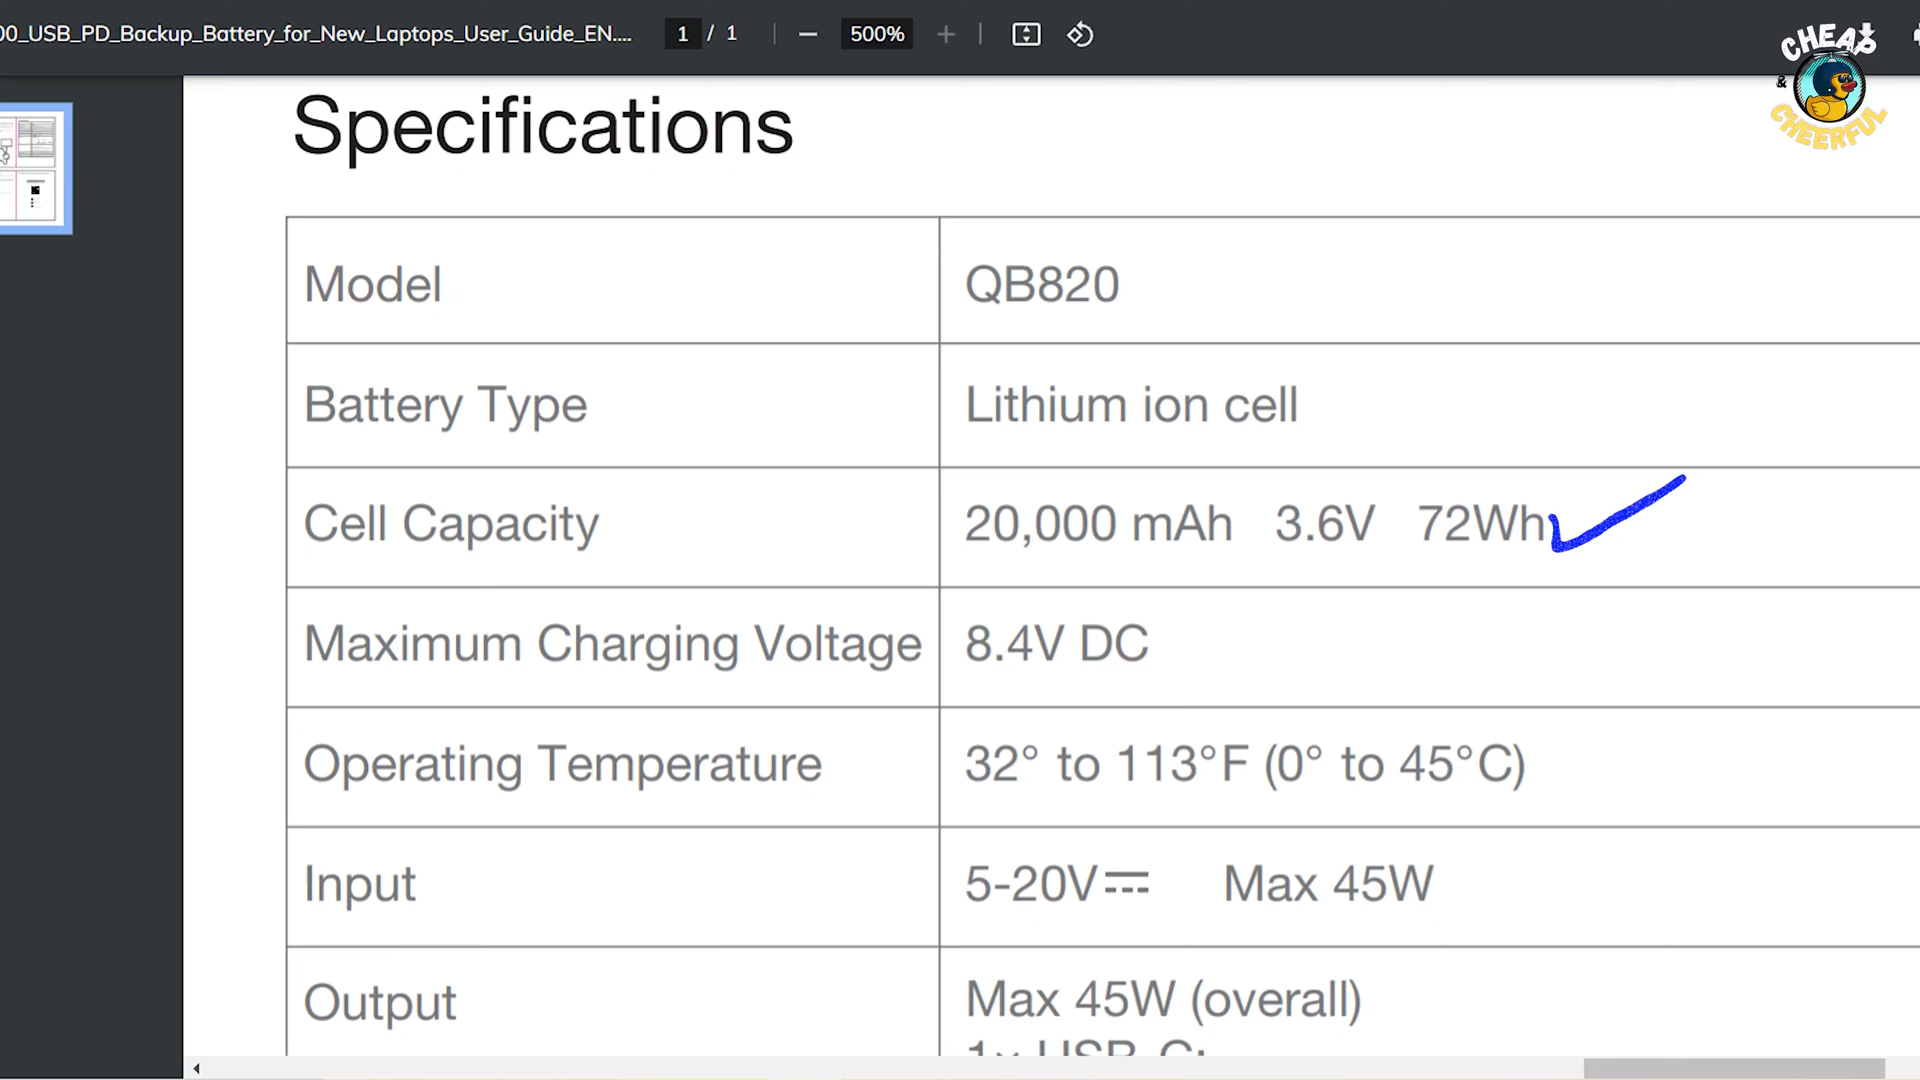 00_USB_PD_Backup_Battery_for_New_Laptops_User_Guide_EN....
1 / 1
500%
CHEAP
&
CHEERFUL
Specifications
Model QB820
Battery Type Lithium ion cell
Cell Capacity 20,000 mAh 3.6V 72Wh
Maximum Charging Voltage 8.4V DC
Operating Temperature 32° to 113°F (0° to 45°C)
Input 5-20V⎓ Max 45W
Output Max 45W (overall)
1x USB-C: